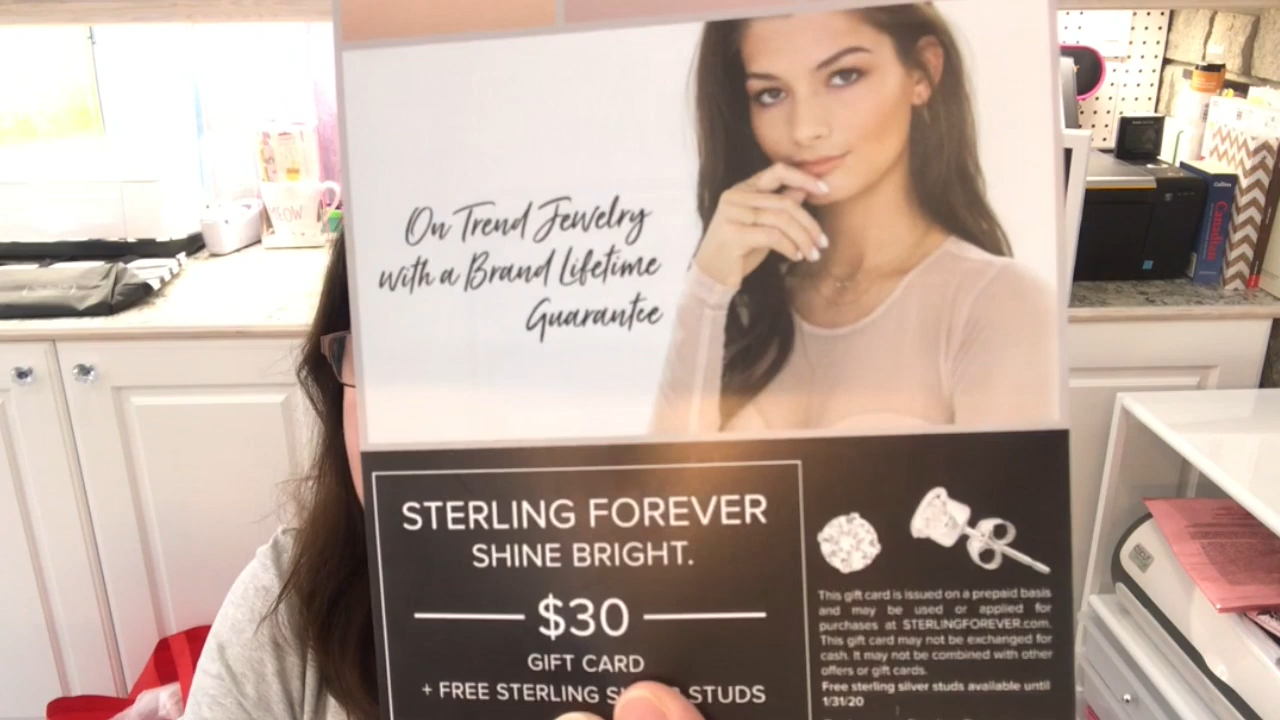 On Trend Jewelry
with a Brand Lifetime
Guarantee
STERLING FOREVER
SHINE BRIGHT.
$30
GIFT CARD
+ FREE STERLING STUDS
This gift card is issued on a prepaid basis
and may be used or applied for
purchases at STERLINGFOREVER.com.
This gift card may not be exchanged for
cash. It may not be combined with other
offers or gift cards.
Free sterling silver studs available until
1/31/20
MEOW
Collins
Canadian